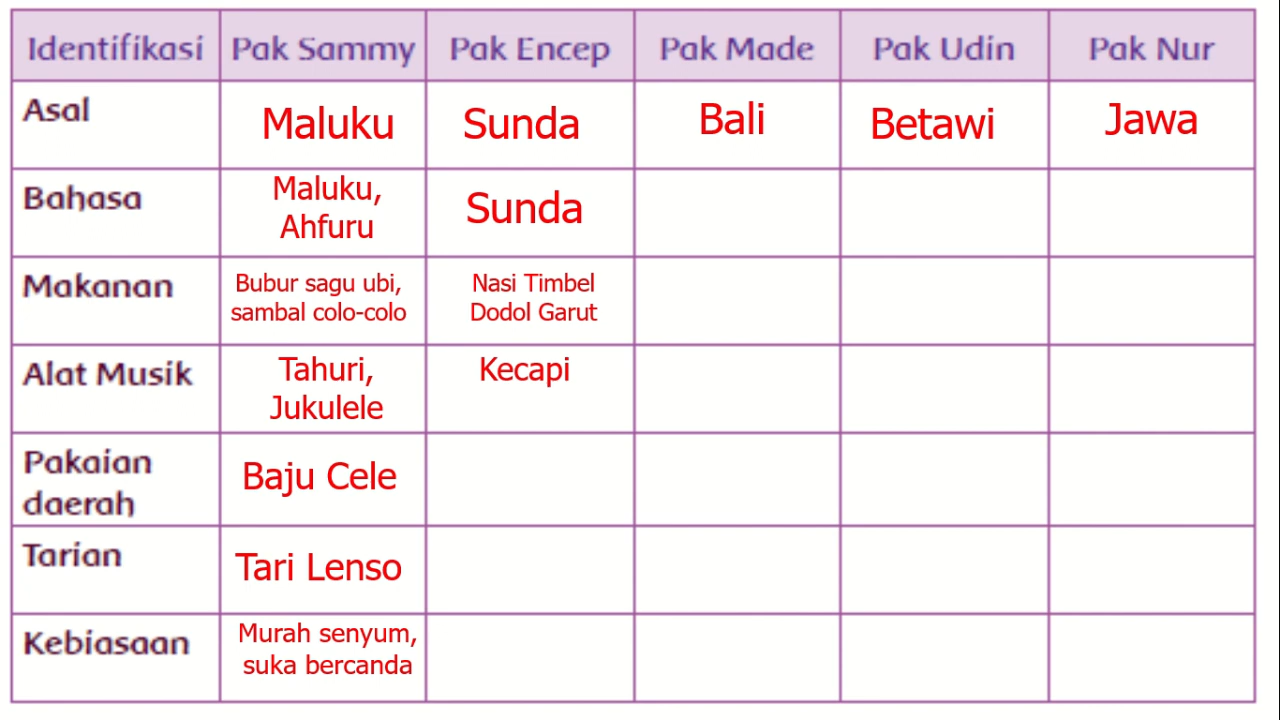 Identifikasi Pak Sammy Pak Encep Pak Made Pak Udin Pak Nur
Asal Maluku Sunda Bali Betawi Jawa
Bahasa Maluku, Sunda
Ahfuru
Makanan Bubur sagu ubi, Nasi Timbel
sambal colo-colo Dodol Garut
Alat Musik Tahuri, Kecapi
Jukulele
Pakaian Baju Cele
daerah
Tarian Tari Lenso
Kebiasaan Murah senyum,
suka bercanda